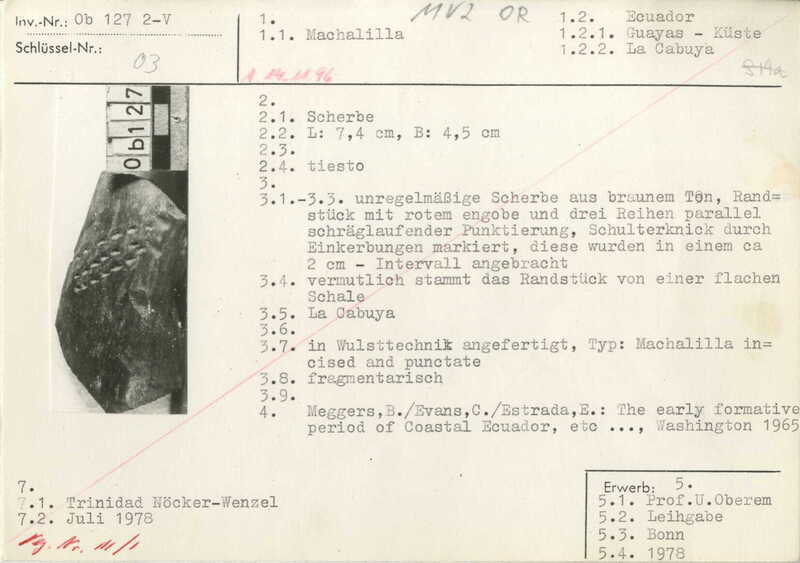 Inv.-Nr.: Ob 127 2-V
Schlüssel-Nr.:
03
1. MV2 OR
1.1. Machalilla
1.2. Ecuador
1.2.1. Guayas - Küste
1.2.2. La Cabuya
Ob127
2.
2.1. Scherbe
2.2. L: 7,4 cm, B: 4,5 cm
2.3.
2.4. tiesto
3.
3.1.-3.3. unregelmäßige Scherbe aus braunem Ton, Rand=
stück mit rotem engobe und drei Reihen parallel
schräglaufender Punktierung, Schulterknick durch
Einkerbungen markiert, diese wurden in einem ca
2 cm - Intervall angebracht
3.4. vermutlich stammt das Randstück von einer flachen
Schale
3.5. La Cabuya
3.6.
3.7. in Wulsttechnik angefertigt, Typ: Machalilla in=
cised and punctate
3.8. fragmentarisch
3.9.
4. Meggers,B./Evans,C./Estrada,E.: The early formative
period of Coastal Ecuador, etc ..., Washington 1965
7.
7.1. Trinidad Nöcker-Wenzel
7.2. Juli 1978
Erwerb: 5.
5.1. Prof.U.Oberem
5.2. Leihgabe
5.3. Bonn
5.4. 1978